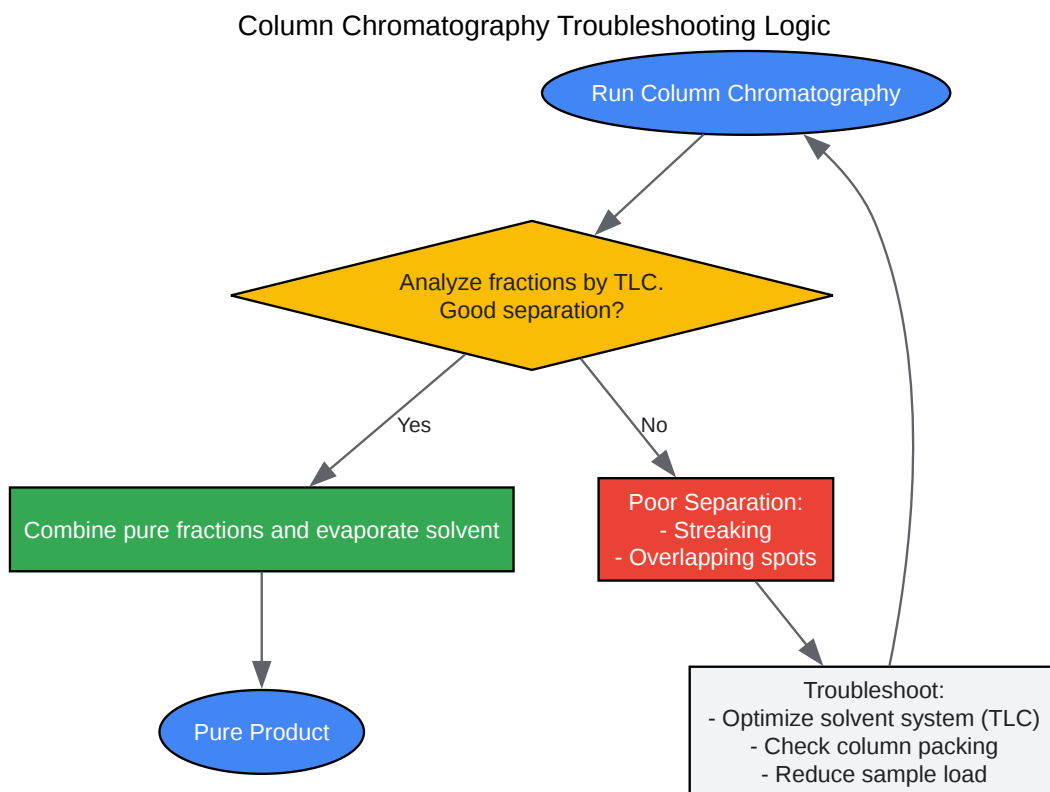 Column Chromatography Troubleshooting Logic
Run Column Chromatography
Analyze fractions by TLC.
Good separation?
Yes
No
Combine pure fractions and evaporate solvent
Poor Separation:
- Streaking
- Overlapping spots
Pure Product
Troubleshoot:
- Optimize solvent system (TLC)
- Check column packing
- Reduce sample load